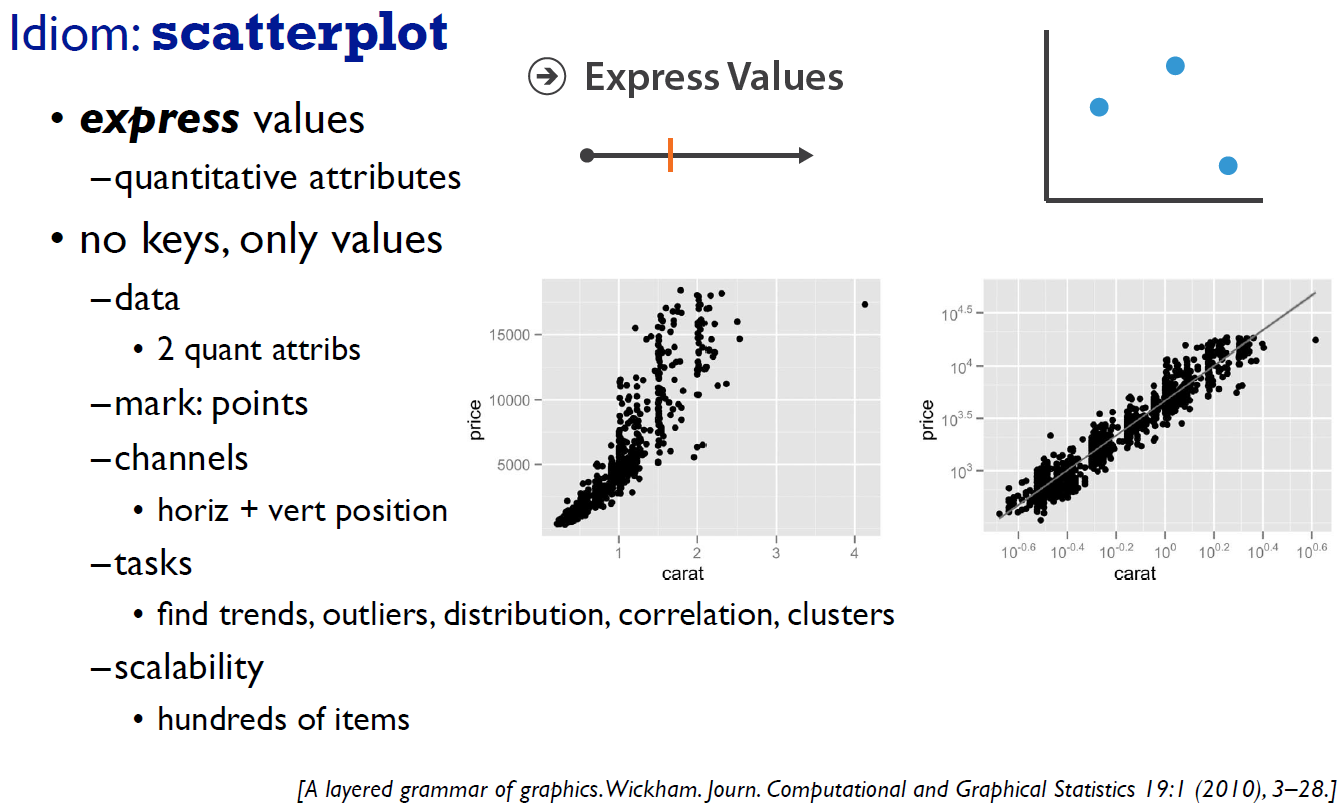 Idiom: scatterplot
• express values
–quantitative attributes
• no keys, only values
–data
• 2 quant attribs
–mark: points
–channels
• horiz + vert position
–tasks
• find trends, outliers, distribution, correlation, clusters
–scalability
• hundreds of items
Express Values
price
15000
10000
5000
1
2
3
4
carat
price
10^4.5
10^4
10^3.5
10^3
10^-0.6
10^-0.4
10^-0.2
10^0
10^0.2
10^0.4
10^0.6
carat
[A layered grammar of graphics. Wickham. Journ. Computational and Graphical Statistics 19:1 (2010), 3–28.]